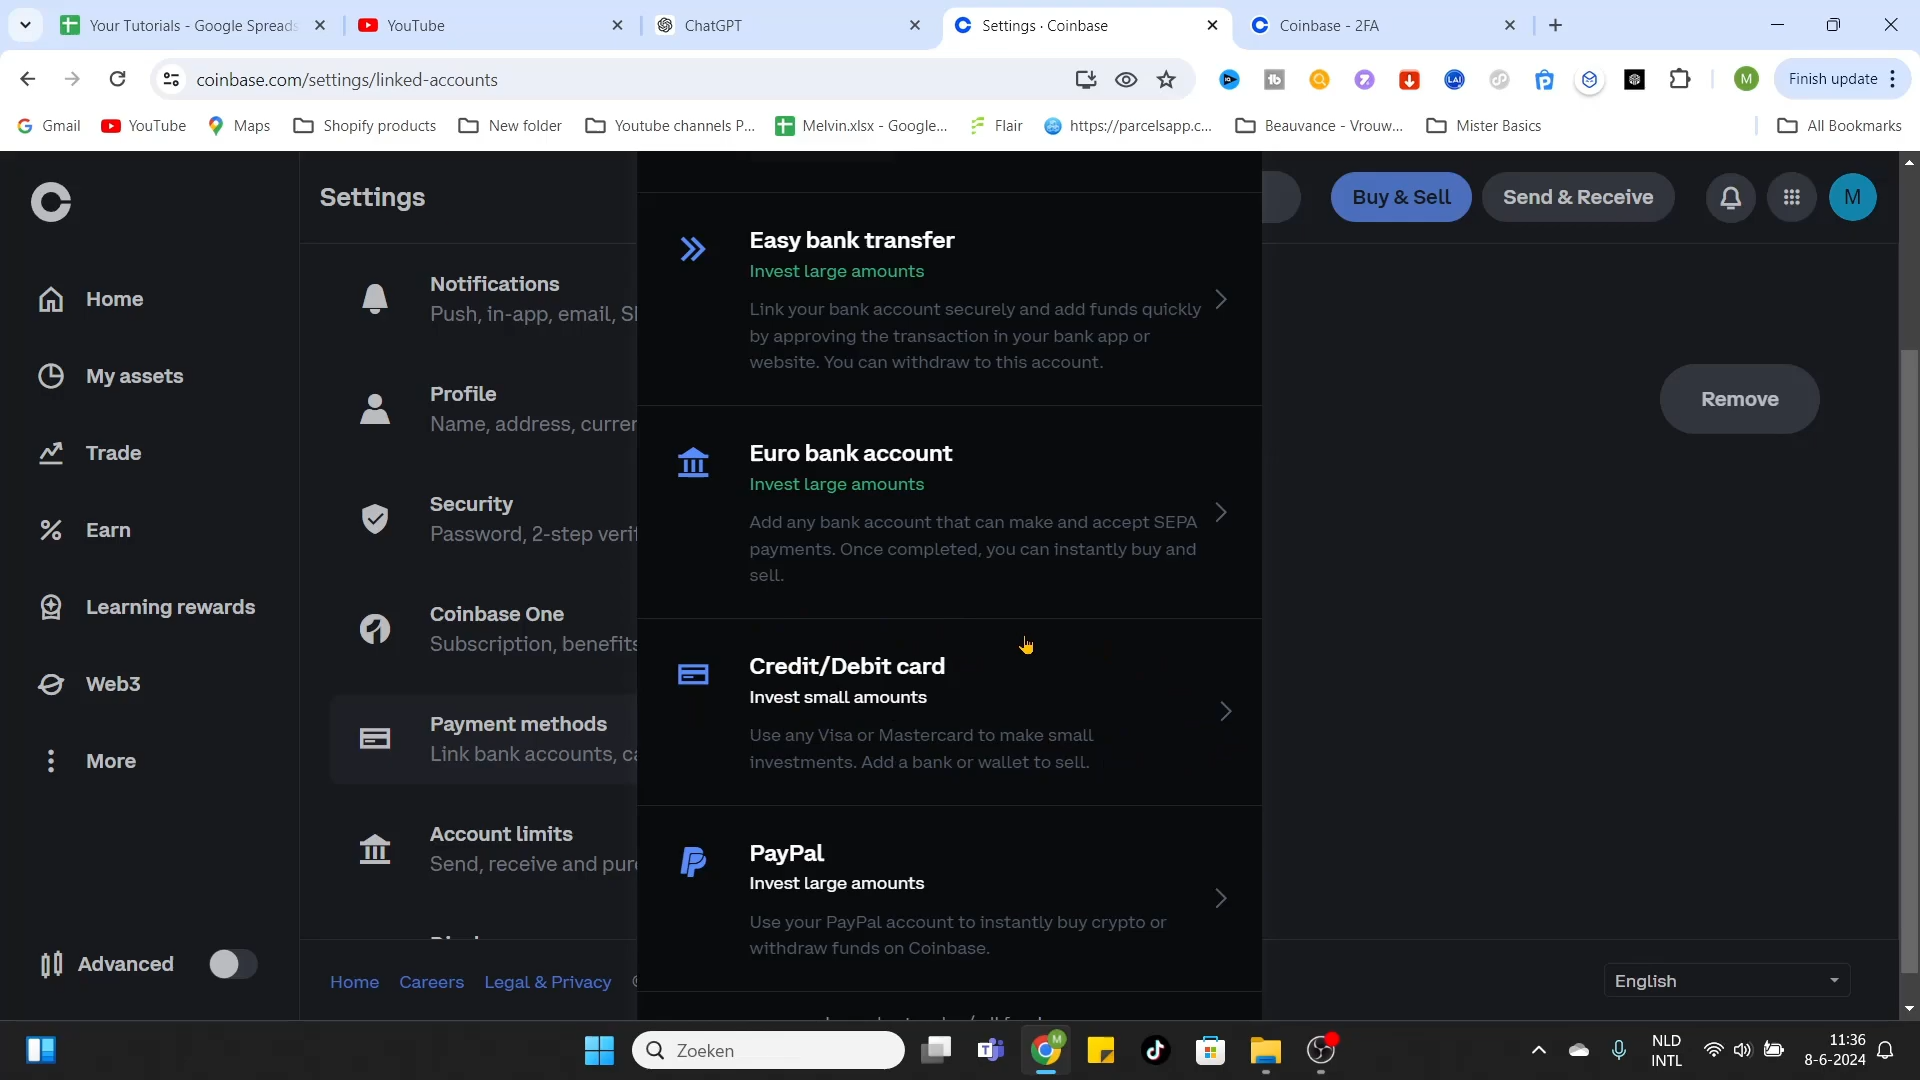 Your Tutorials - Google Spreads
YouTube
ChatGPT
Settings · Coinbase
Coinbase - 2FA
coinbase.com/settings/linked-accounts
Finish update
Gmail
YouTube
Maps
Shopify products
New folder
Youtube channels P...
Melvin.xlsx - Google...
Flair
https://parcelsapp.c...
Beauvance - Vrouw...
Mister Basics
All Bookmarks
Settings
Buy & Sell
Send & Receive
M
Home
My assets
Trade
Earn
Learning rewards
Web3
More
Advanced
Notifications
Push, in-app, email, S
Profile
Name, address, curre
Security
Password, 2-step veri
Coinbase One
Subscription, benefits
Payment methods
Link bank accounts, c
Account limits
Send, receive and pur
Easy bank transfer
Invest large amounts
Link your bank account securely and add funds quickly
by approving the transaction in your bank app or
website. You can withdraw to this account.
Euro bank account
Invest large amounts
Add any bank account that can make and accept SEPA
payments. Once completed, you can instantly buy and
sell.
Credit/Debit card
Invest small amounts
Use any Visa or Mastercard to make small
investments. Add a bank or wallet to sell.
PayPal
Invest large amounts
Use your PayPal account to instantly buy crypto or
withdraw funds on Coinbase.
Remove
Home
Careers
Legal & Privacy
English
Zoeken
NLD
INTL
11:36
8-6-2024